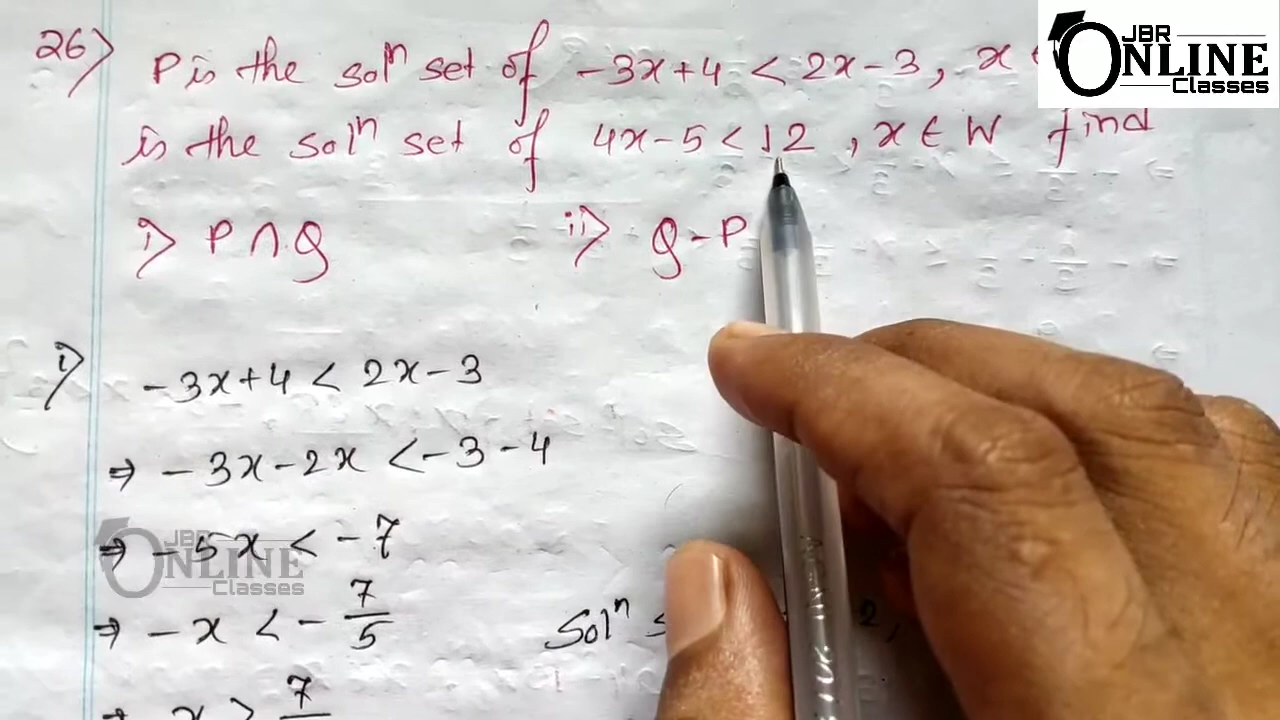 JBR
ONLINE
Classes
26) P is the solⁿ set of -3x+4 < 2x-3, x
is the solⁿ set of 4x-5 < 12, x ∈ W find
i) P ∩ Q
ii) Q - P
i) -3x+4 < 2x-3
⇒ -3x-2x < -3-4
⇒ -5x < -7
JBR
ONLINE
Classes
⇒ -x < -7/5
Solⁿ s 2,
⇒ x > 7